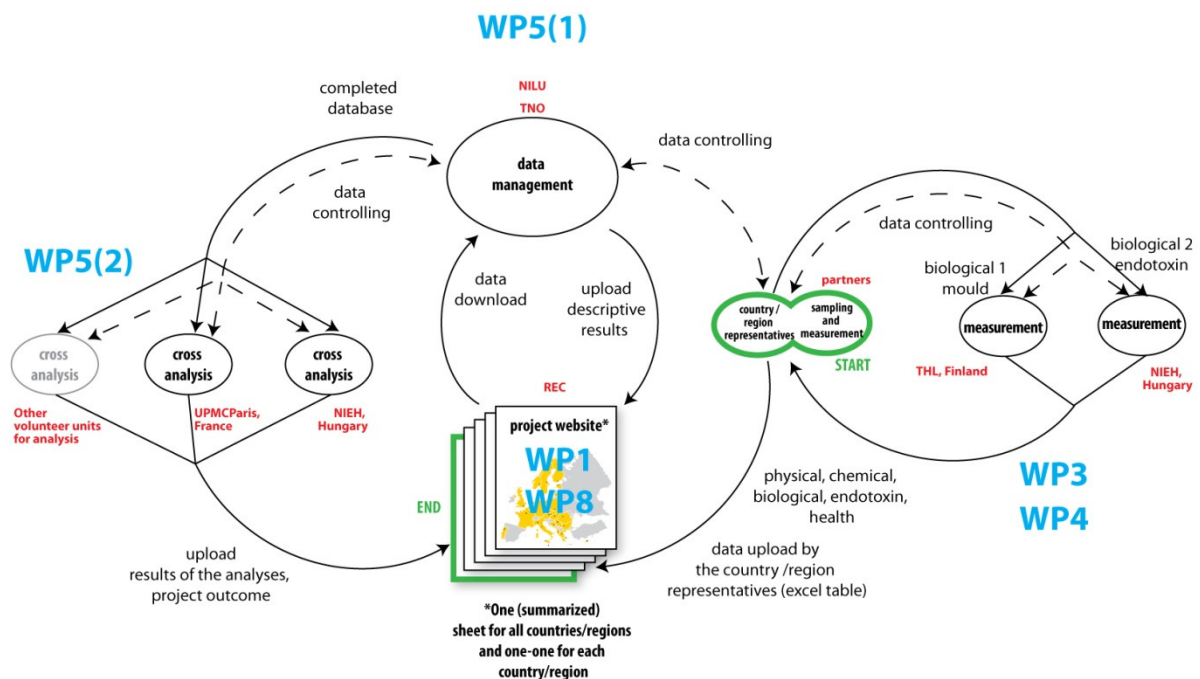 WP5(1)
NILU
TNO
completed
database
data
management
data controlling
data
controlling
data controlling
WP5(2)
biological 2
endotoxin
biological 1
mould
data
download
upload
descriptive
results
partners
country /
region
representatives
sampling
and
measurement
START
measurement
measurement
THL, Finland
NIEH,
Hungary
cross
analysis
cross
analysis
cross
analysis
Other
volunteer units
for analysis
UPMCParis,
France
NIEH,
Hungary
REC
project website*
WP1
WP8
END
physical, chemical,
biological, endotoxin,
health
WP3
WP4
upload
results of the analyses,
project outcome
data upload by
the country /region
representatives (excel table)
*One (summarized)
sheet for all countries/regions
and one-one for each
country/region